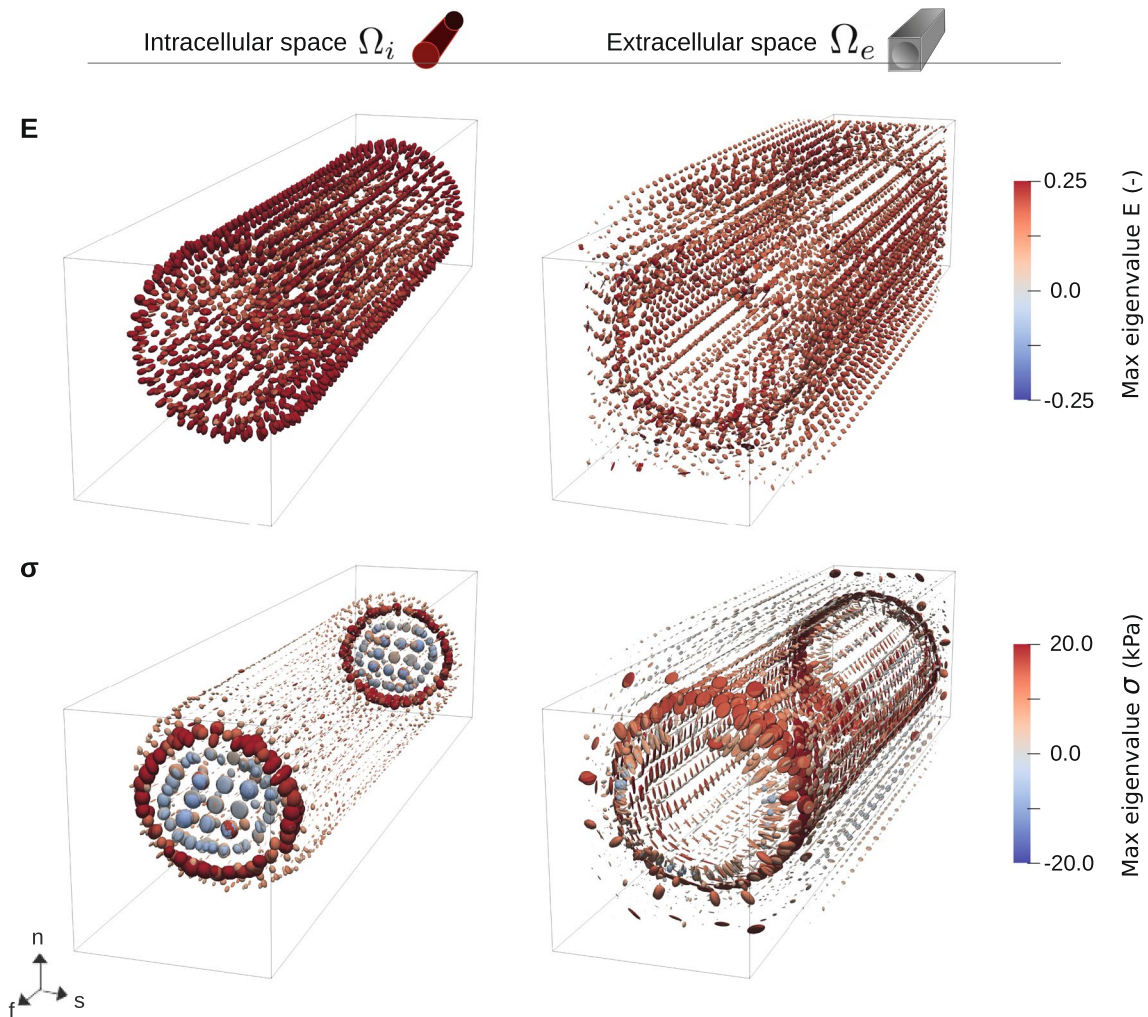 Intracellular space Ωᵢ
Extracellular space Ωₑ
E
0.25
0.0
-0.25
Max eigenvalue E (-)
σ
20.0
0.0
-20.0
Max eigenvalue σ (kPa)
n
f
s